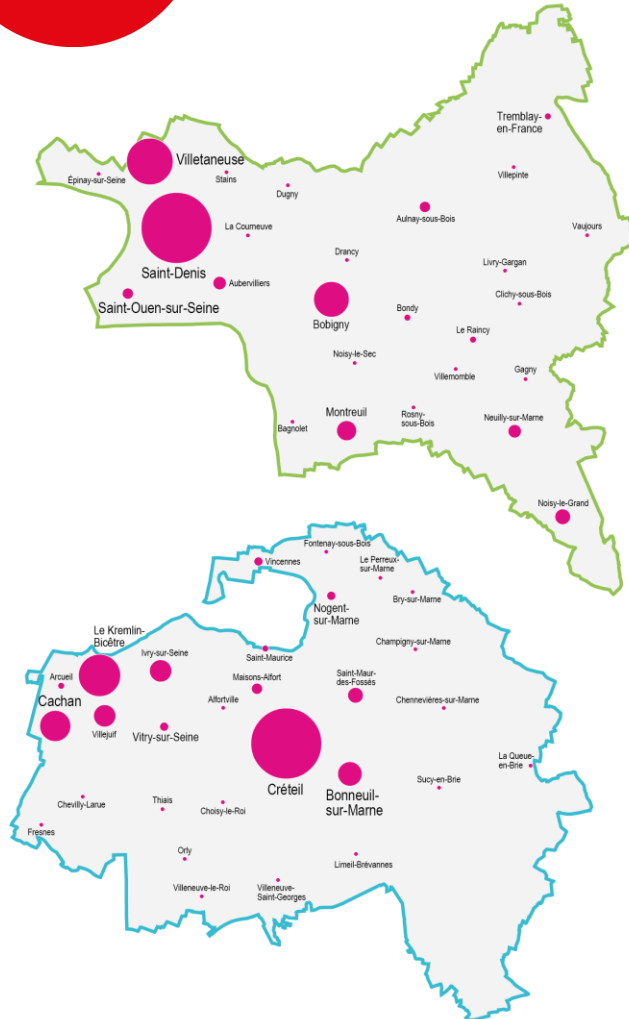 Tremblay-
en-France
Villetaneuse
Villepinte
Épinay-sur-Seine
Stains
Dugny
Aulnay-sous-Bois
La Courneuve
Vaujours
Drancy
Saint-Denis
Livry-Gargan
Aubervilliers
Saint-Ouen-sur-Seine
Clichy-sous-Bois
Bondy
Bobigny
Le Raincy
Noisy-le-Sec
Villemomble
Gagny
Montreuil
Rosny-
sous-Bois
Bagnolet
Neuilly-sur-Marne
Noisy-le-Grand
Fontenay-sous-Bois
Vincennes
Le Perreux-
sur-Marne
Bry-sur-Marne
Nogent-
sur-Marne
Le Kremlin-
Bicêtre
Champigny-sur-Marne
Ivry-sur-Seine
Saint-Maurice
Arcueil
Maisons-Alfort
Saint-Maur-
des-Fossés
Cachan
Alfortville
Chennevières-sur-Marne
Villejuif
Vitry-sur-Seine
La Queue-
en-Brie
Créteil
Sucy-en-Brie
Bonneuil-
sur-Marne
Chevilly-Larue
Thiais
Choisy-le-Roi
Fresnes
Orly
Limeil-Brévannes
Villeneuve-le-Roi
Villeneuve-
Saint-Georges